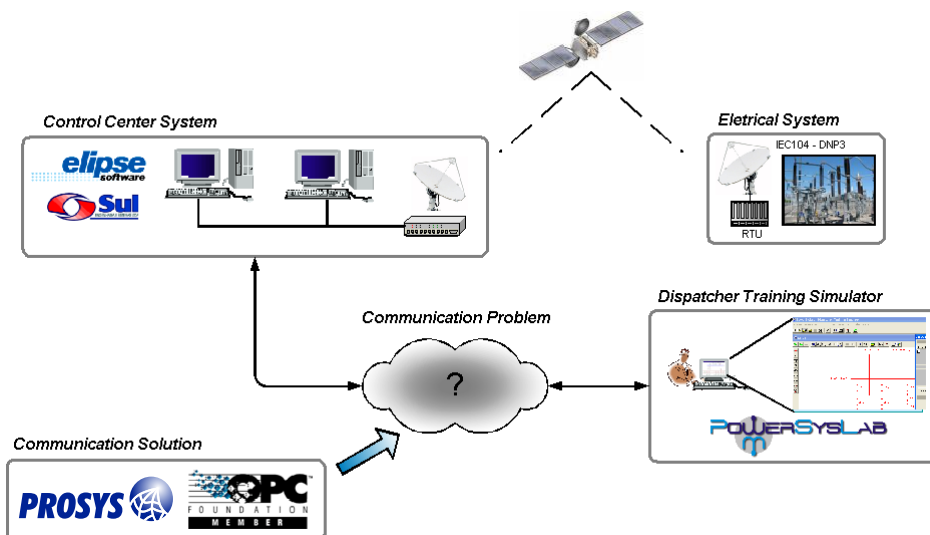 Control Center System
elipse
software
Sul
Eletrical System
IEC104 - DNP3
RTU
Communication Problem
?
Dispatcher Training Simulator
POWERSYSLAB
Communication Solution
PROSYS
OPC
TM
FOUNDATION
MEMBER